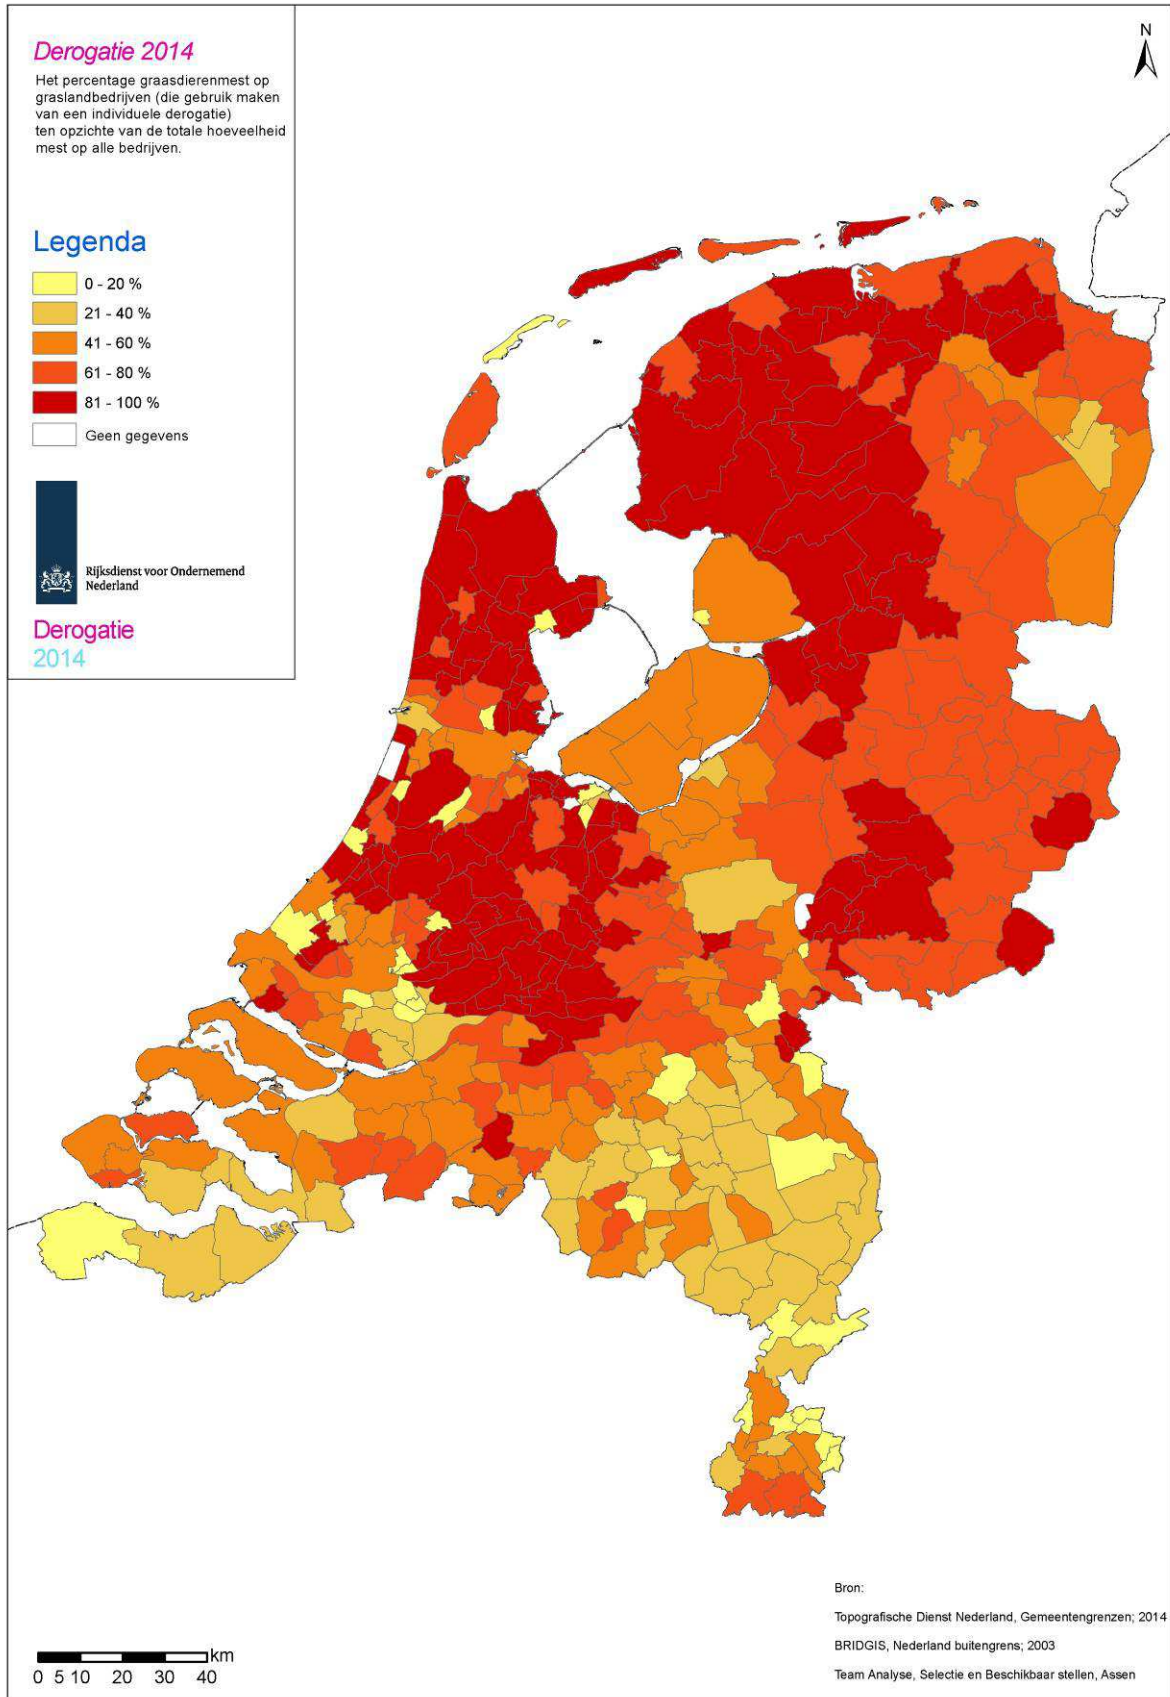 Derogatie 2014
Het percentage graasdierenmest op
graslandbedrijven (die gebruik maken
van een individuele derogatie)
ten opzichte van de totale hoeveelheid
mest op alle bedrijven.
N
Legenda
0 - 20 %
21 - 40 %
41 - 60 %
61 - 80 %
81 - 100 %
Geen gegevens
Rijksdienst voor Ondernemend
Nederland
Derogatie
2014
Bron:
Topografische Dienst Nederland, Gemeentengrenzen; 2014
BRIDGIS, Nederland buitengrens; 2003
Team Analyse, Selectie en Beschikbaar stellen, Assen
km
0 5 10 20 30 40